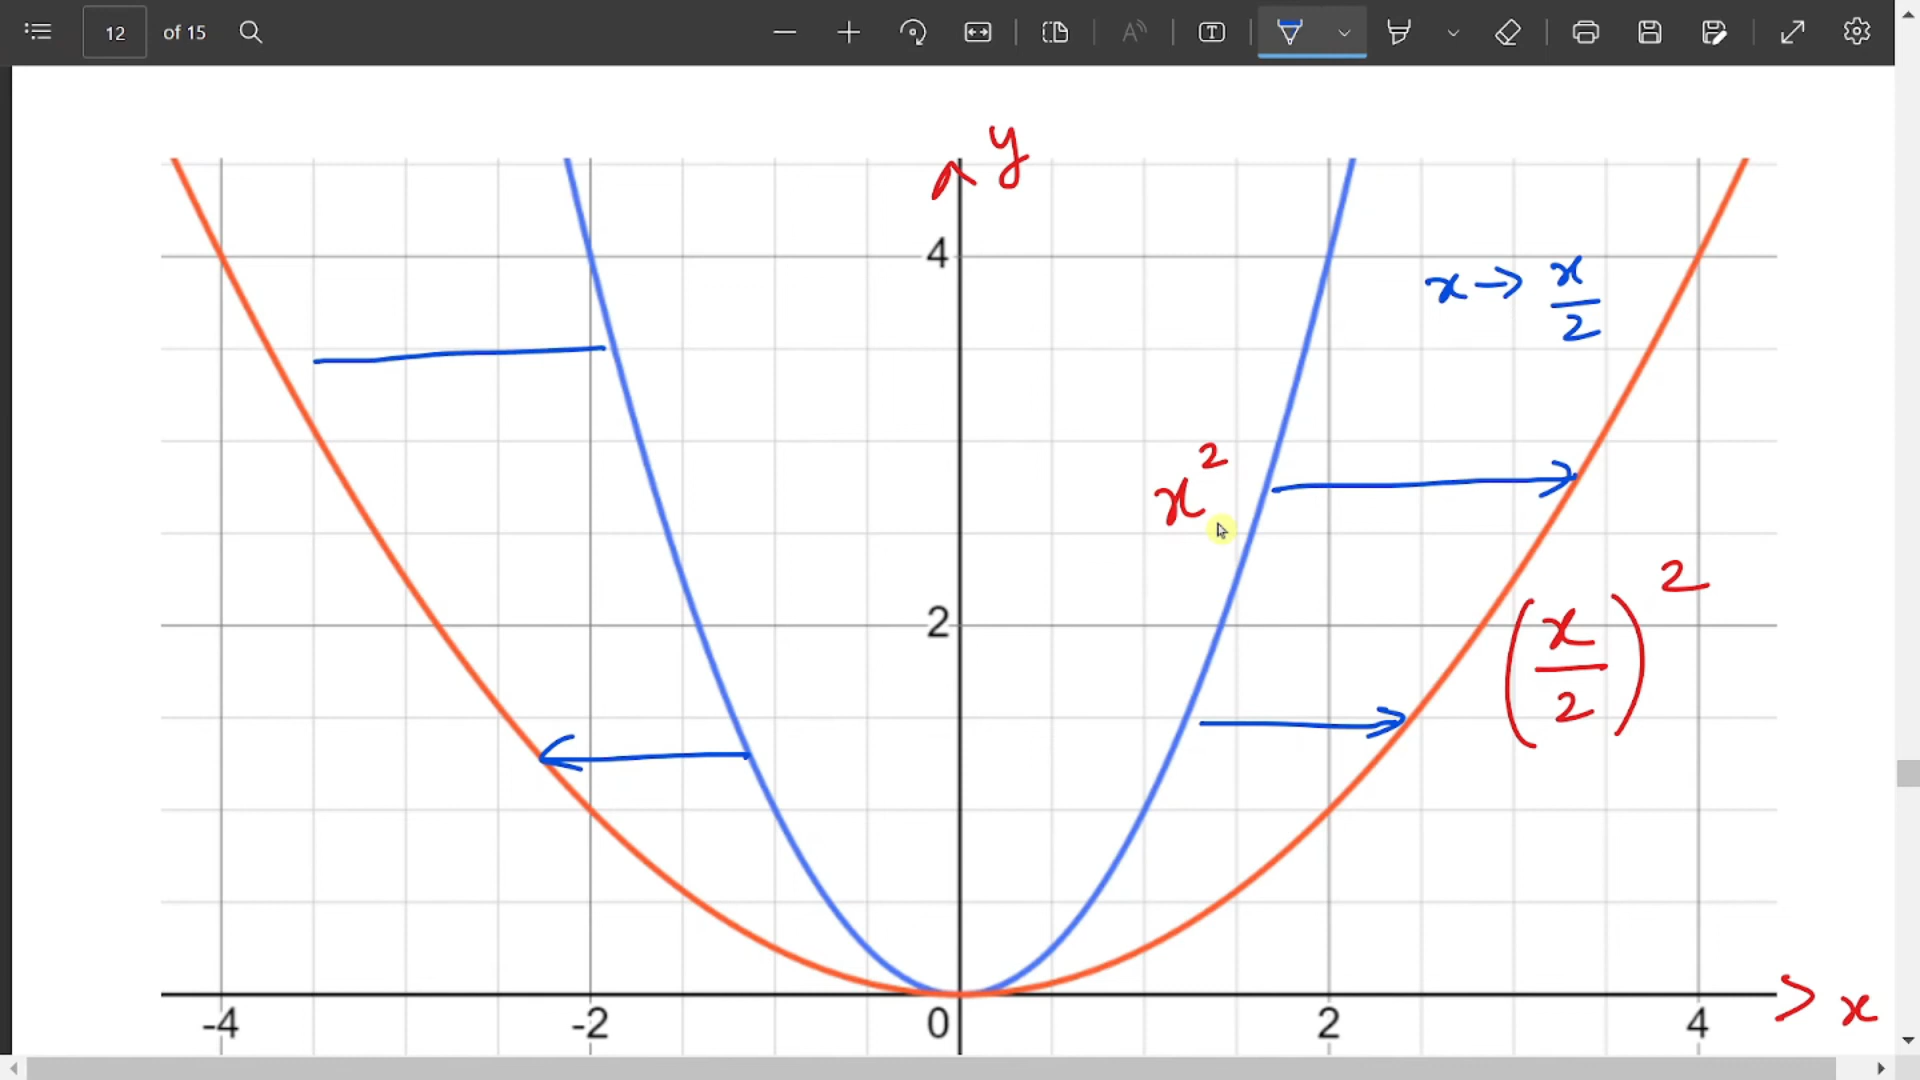 12 of 15
y
4
x → x/2
x²
2
(x/2)²
-4 -2 0 2 4 x